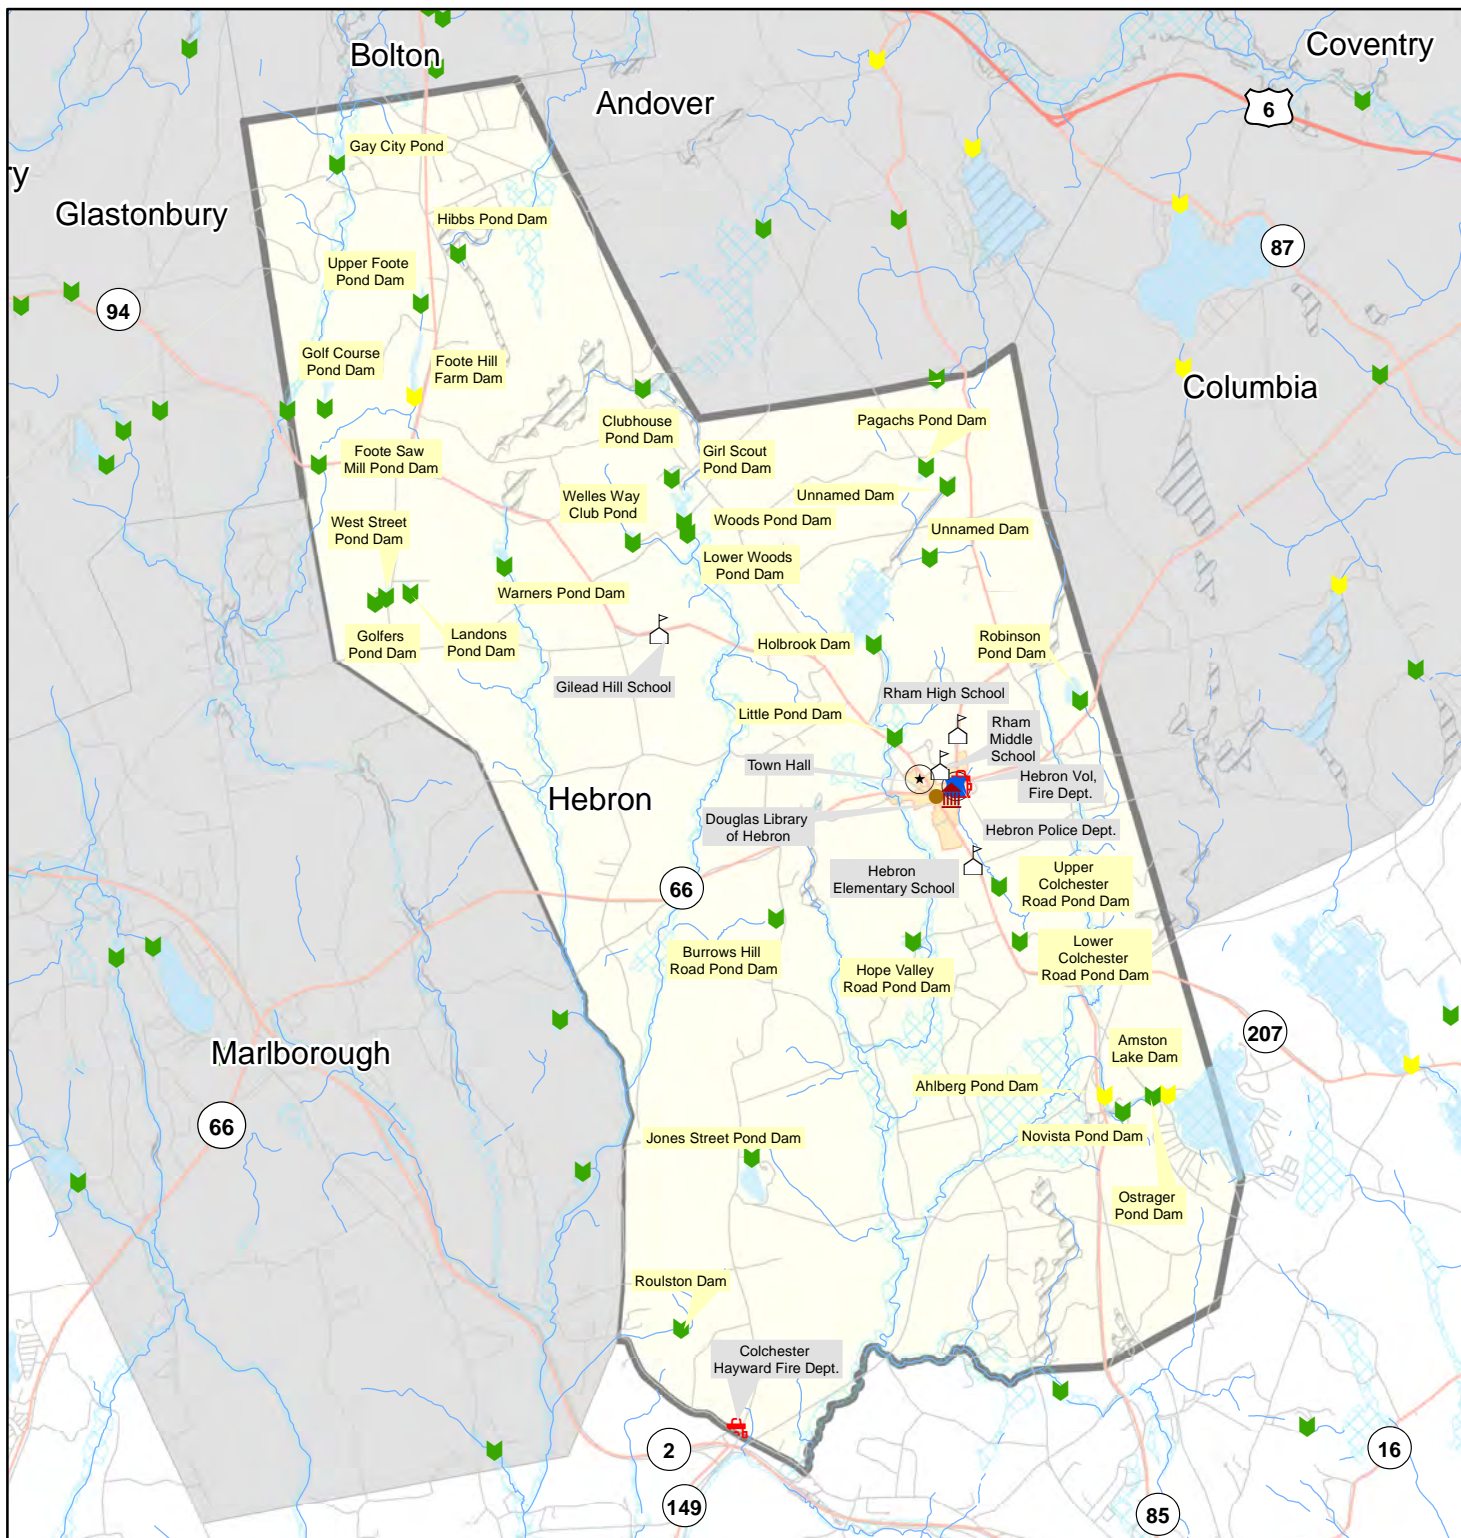 Bolton
Coventry
Andover
6
Gay City Pond
ry
Glastonbury
Hibbs Pond Dam
87
Upper Foote
Pond Dam
94
Golf Course
Pond Dam
Foote Hill
Farm Dam
Columbia
Clubhouse
Pond Dam
Pagachs Pond Dam
Foote Saw
Mill Pond Dam
Girl Scout
Pond Dam
Unnamed Dam
Welles Way
Club Pond
West Street
Pond Dam
Woods Pond Dam
Unnamed Dam
Lower Woods
Pond Dam
Warners Pond Dam
Golfers
Pond Dam
Landons
Pond Dam
Holbrook Dam
Robinson
Pond Dam
Gilead Hill School
Rham High School
Little Pond Dam
Rham
Middle
School
Town Hall
Hebron Vol,
Fire Dept.
Hebron
Douglas Library
of Hebron
Hebron Police Dept.
Hebron
Elementary School
Upper
Colchester
Road Pond Dam
66
Burrows Hill
Road Pond Dam
Hope Valley
Road Pond Dam
Lower
Colchester
Road Pond Dam
207
Marlborough
Amston
Lake Dam
Ahlberg Pond Dam
66
Jones Street Pond Dam
Novista Pond Dam
Ostrager
Pond Dam
Roulston Dam
Colchester
Hayward Fire Dept.
2
16
149
85